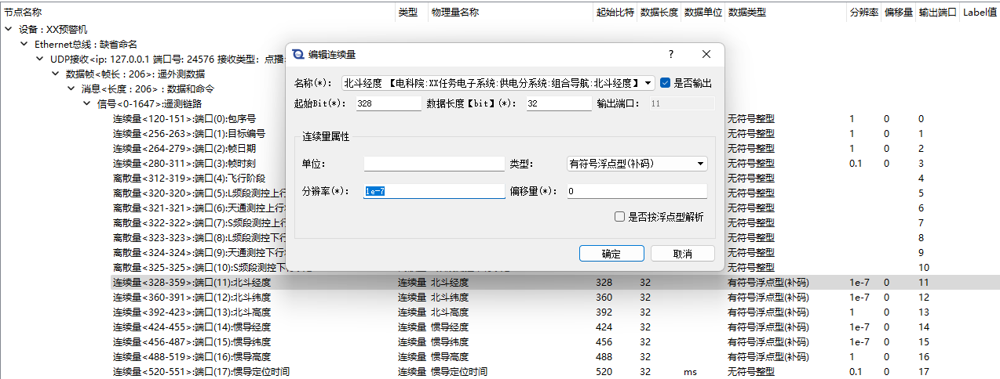 节点名称 类型 物理量名称 起始比特 数据长度 数据单位 数据类型 分辨率 偏移量 输出端口 Label值
设备 : XX预警机
Ethernet总线 : 缺省命名
UDP接收<ip: 127.0.0.1 端口号: 24576 接收类型: 点播
数据帧<帧长 : 206> : 遥外测数据
消息<长度 : 206> : 数据和命令
信号<0-1647>:遥测链路
连续量<120-151>:端口(0):包序号 无符号整型 1 0 0
连续量<256-263>:端口(1):目标编号 无符号整型 1 0 1
连续量<264-279>:端口(2):帧日期 无符号整型 1 0 2
连续量<280-311>:端口(3):帧时刻 无符号整型 0.1 0 3
离散量<312-319>:端口(4):飞行阶段 无符号整型 4
离散量<320-320>:端口(5):L频段测控上行 无符号整型 5
离散量<321-321>:端口(6):天通测控上行 无符号整型 6
离散量<322-322>:端口(7):S频段测控上行 无符号整型 7
离散量<323-323>:端口(8):L频段测控下行 无符号整型 8
离散量<324-324>:端口(9):天通测控下行 无符号整型 9
离散量<325-325>:端口(10):S频段测控下行 无符号整型 10
连续量<328-359>:端口(11):北斗经度 连续量 北斗经度 328 32 有符号浮点型(补码) 1e-7 0 11
连续量<360-391>:端口(12):北斗纬度 连续量 北斗纬度 360 32 有符号浮点型(补码) 1e-7 0 12
连续量<392-423>:端口(13):北斗高度 连续量 北斗高度 392 32 有符号浮点型(补码) 1 0 13
连续量<424-455>:端口(14):惯导经度 连续量 惯导经度 424 32 有符号浮点型(补码) 1e-7 0 14
连续量<456-487>:端口(15):惯导纬度 连续量 惯导纬度 456 32 有符号浮点型(补码) 1e-7 0 15
连续量<488-519>:端口(16):惯导高度 连续量 惯导高度 488 32 有符号浮点型(补码) 1 0 16
连续量<520-551>:端口(17):惯导定位时间 连续量 惯导定位时间 520 32 ms 无符号整型 0.1 0 17
编辑连续量 ?
名称(*): 北斗经度 【电科院:XX任务电子系统:供电分系统:组合导航:北斗经度】 是否输出
起始Bit(*): 328 数据长度【bit】(*): 32 输出端口: 11
连续量属性
单位: 类型: 有符号浮点型(补码)
分辨率(*): 1e-7 偏移量(*): 0
是否按浮点型解析
确定 取消